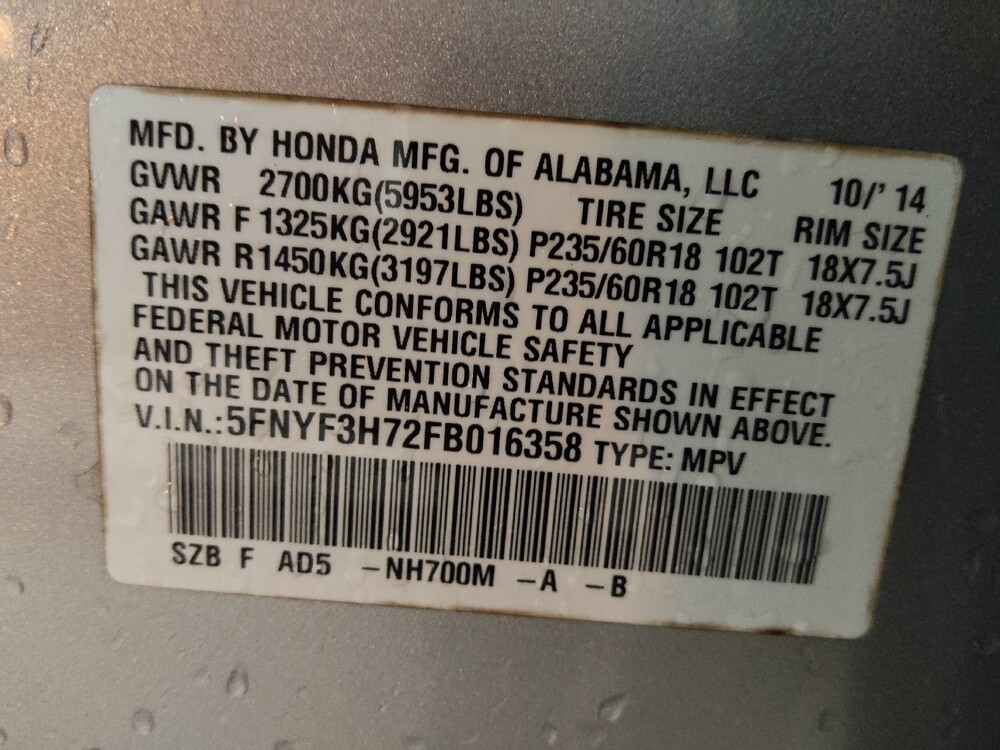 MFD. BY HONDA MFG. OF ALABAMA, LLC 10/' 14
GVWR 2700KG(5953LBS) TIRE SIZE RIM SIZE
GAWR F 1325KG(2921LBS) P235/60R18 102T 18X7.5J
GAWR R1450KG(3197LBS) P235/60R18 102T 18X7.5J
THIS VEHICLE CONFORMS TO ALL APPLICABLE
FEDERAL MOTOR VEHICLE SAFETY
AND THEFT PREVENTION STANDARDS IN EFFECT
ON THE DATE OF MANUFACTURE SHOWN ABOVE.
V.I.N.:5FNYF3H72FB016358 TYPE: MPV
SZB F AD5 -NH700M -A -B